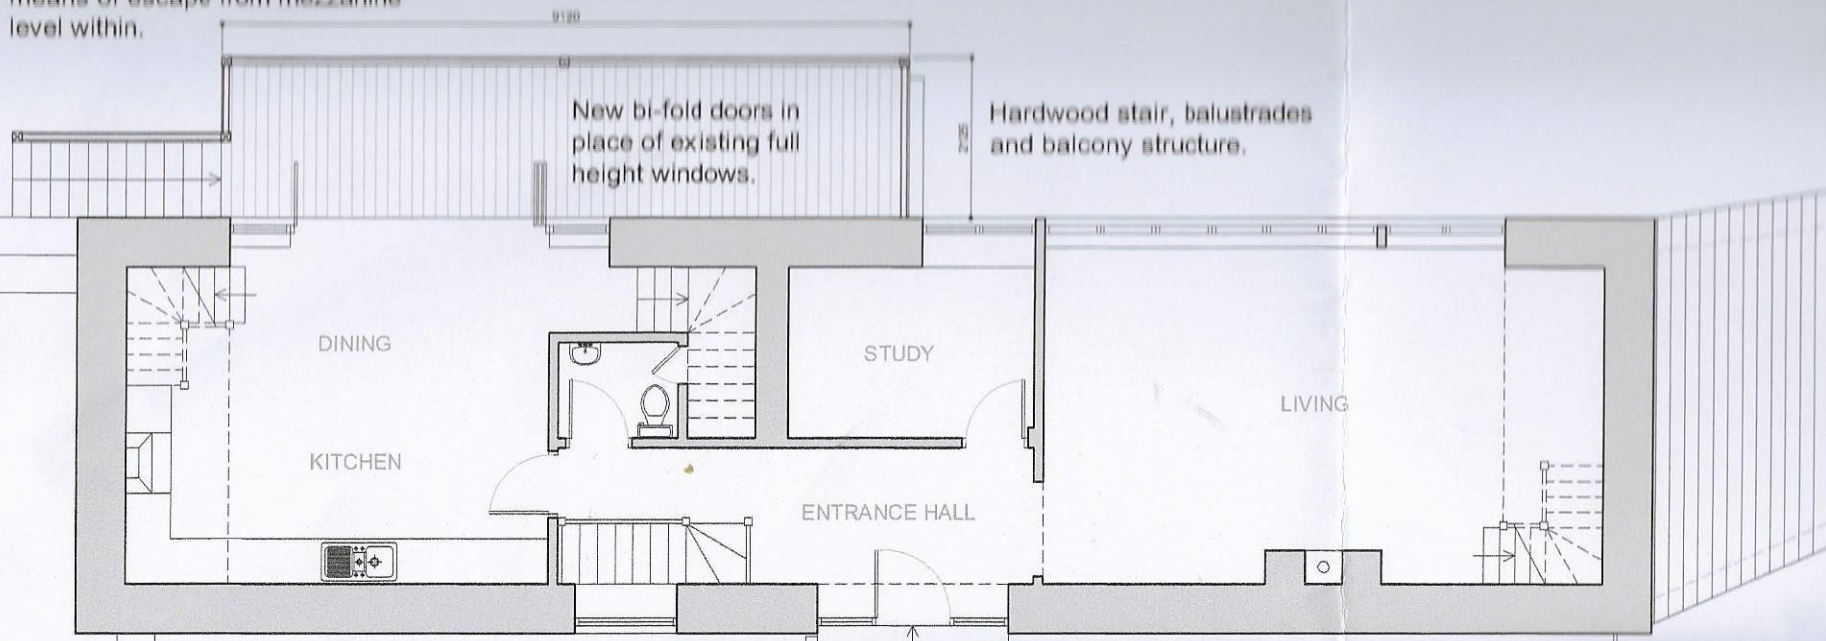 level within.
9120
New bi-fold doors in
place of existing full
height windows.
Hardwood stair, balustrades
and balcony structure.
DINING
STUDY
LIVING
KITCHEN
ENTRANCE HALL